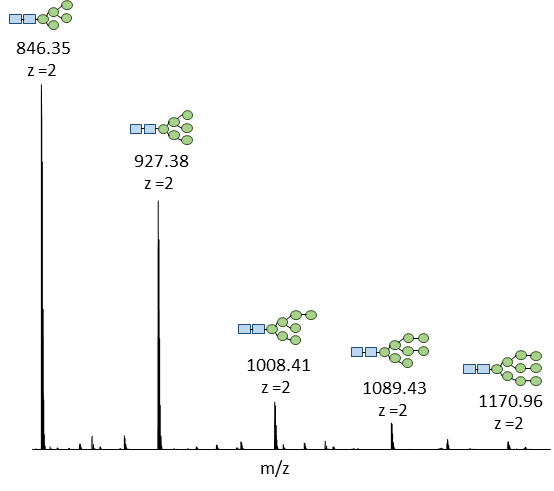 846.35
z =2
927.38
z =2
1008.41
z =2
1089.43
z =2
1170.96
z =2
m/z